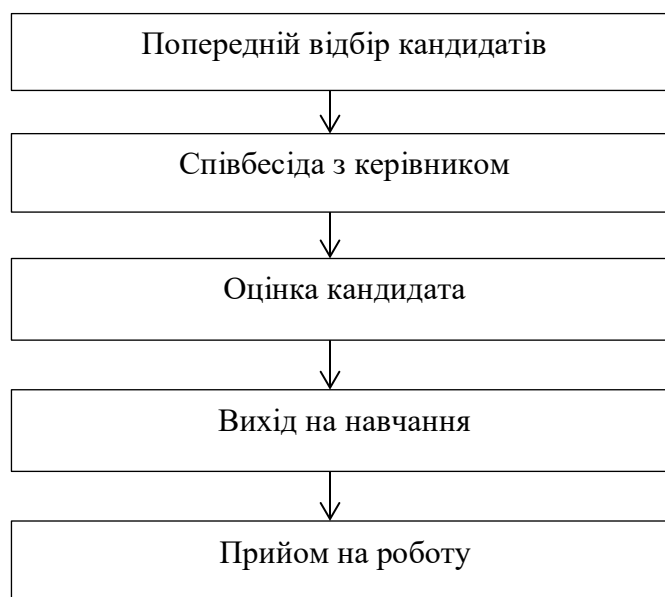 Попередній відбір кандидатів
Співбесіда з керівником
Оцінка кандидата
Вихід на навчання
Прийом на роботу